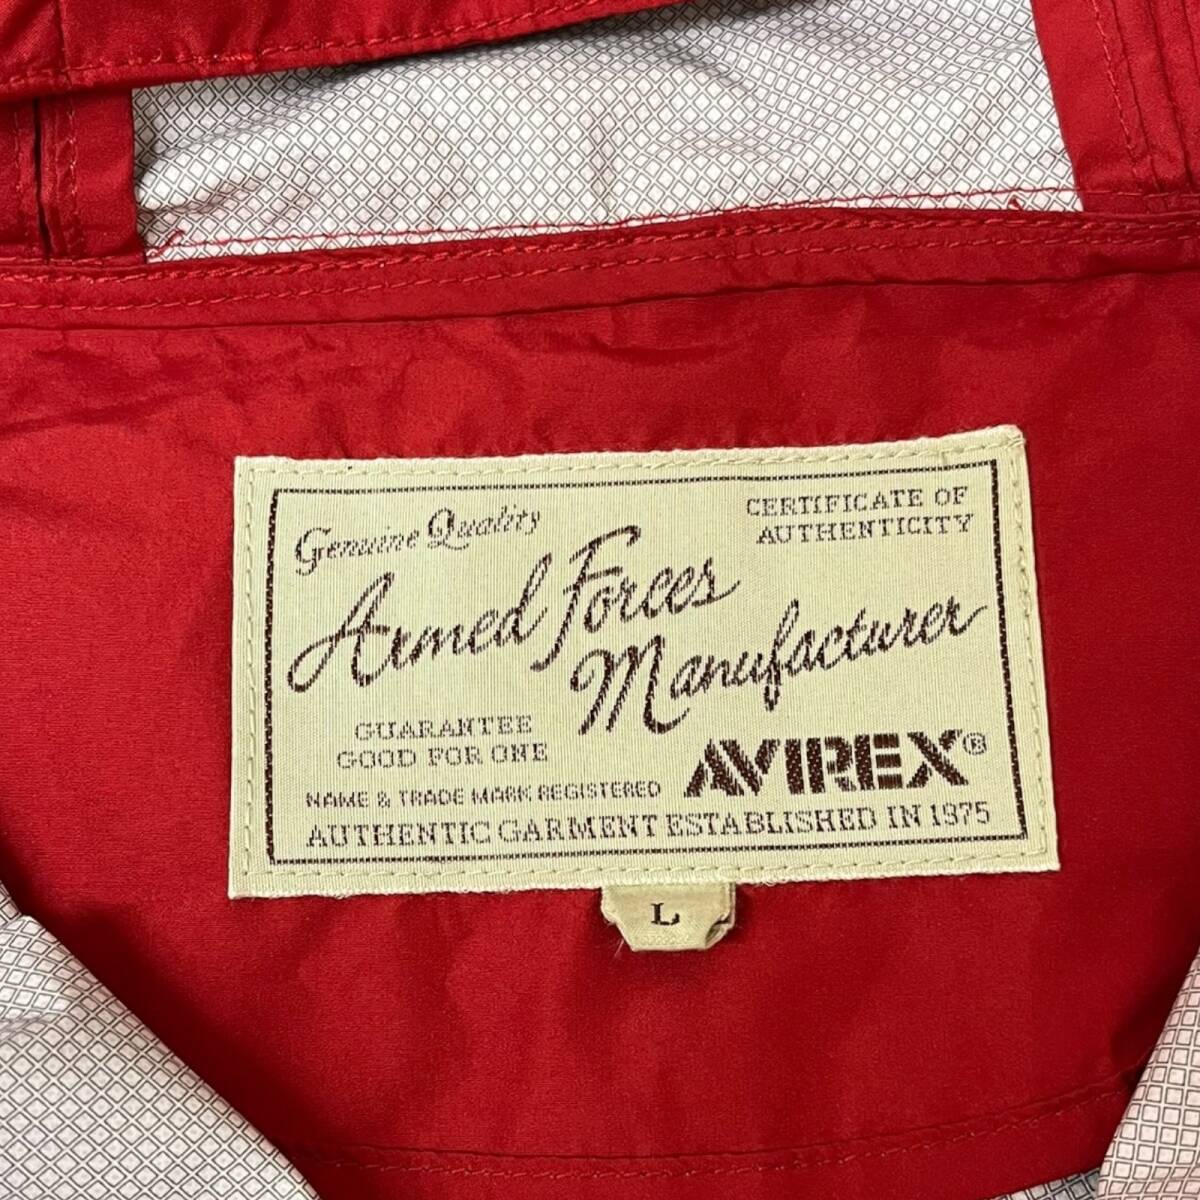 Genuine Quality
CERTIFICATE OF
AUTHENTICITY
Armed Forces
Manufacturer
GUARANTEE
GOOD FOR ONE
AVIREX®
NAME & TRADE MARK REGISTERED
AUTHENTIC GARMENT ESTABLISHED IN 1975
L